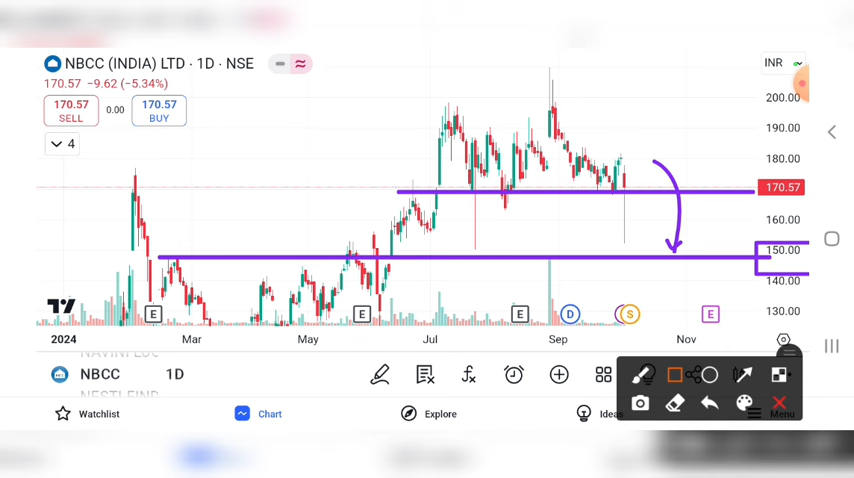 NBCC (INDIA) LTD · 1D · NSE
INR
170.57 −9.62 (−5.34%)
170.57
SELL
0.00
170.57
BUY
4
200.00
190.00
180.00
170.57
160.00
150.00
140.00
130.00
E
E
E
D
S
E
2024
Mar
May
Jul
Sep
Nov
NBCC
1D
Watchlist
Chart
Explore
Ideas
Menu